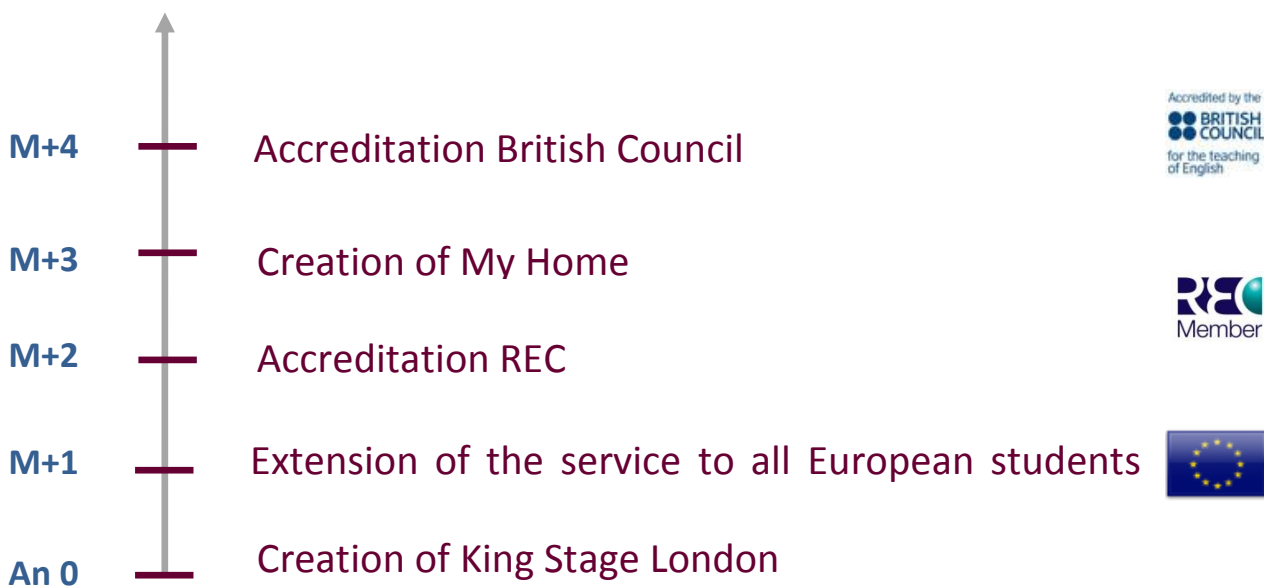 Accredited by the
BRITISH
COUNCIL
for the teaching
of English
M+4 Accreditation British Council
M+3 Creation of My Home
REC
Member
M+2 Accreditation REC
M+1 Extension of the service to all European students
An 0 Creation of King Stage London